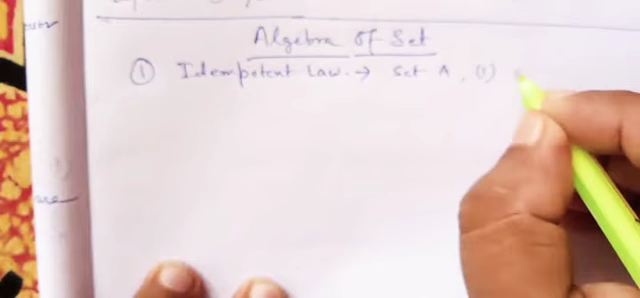 Algebra Of Set
① Idempotent Law → Set A, (i)